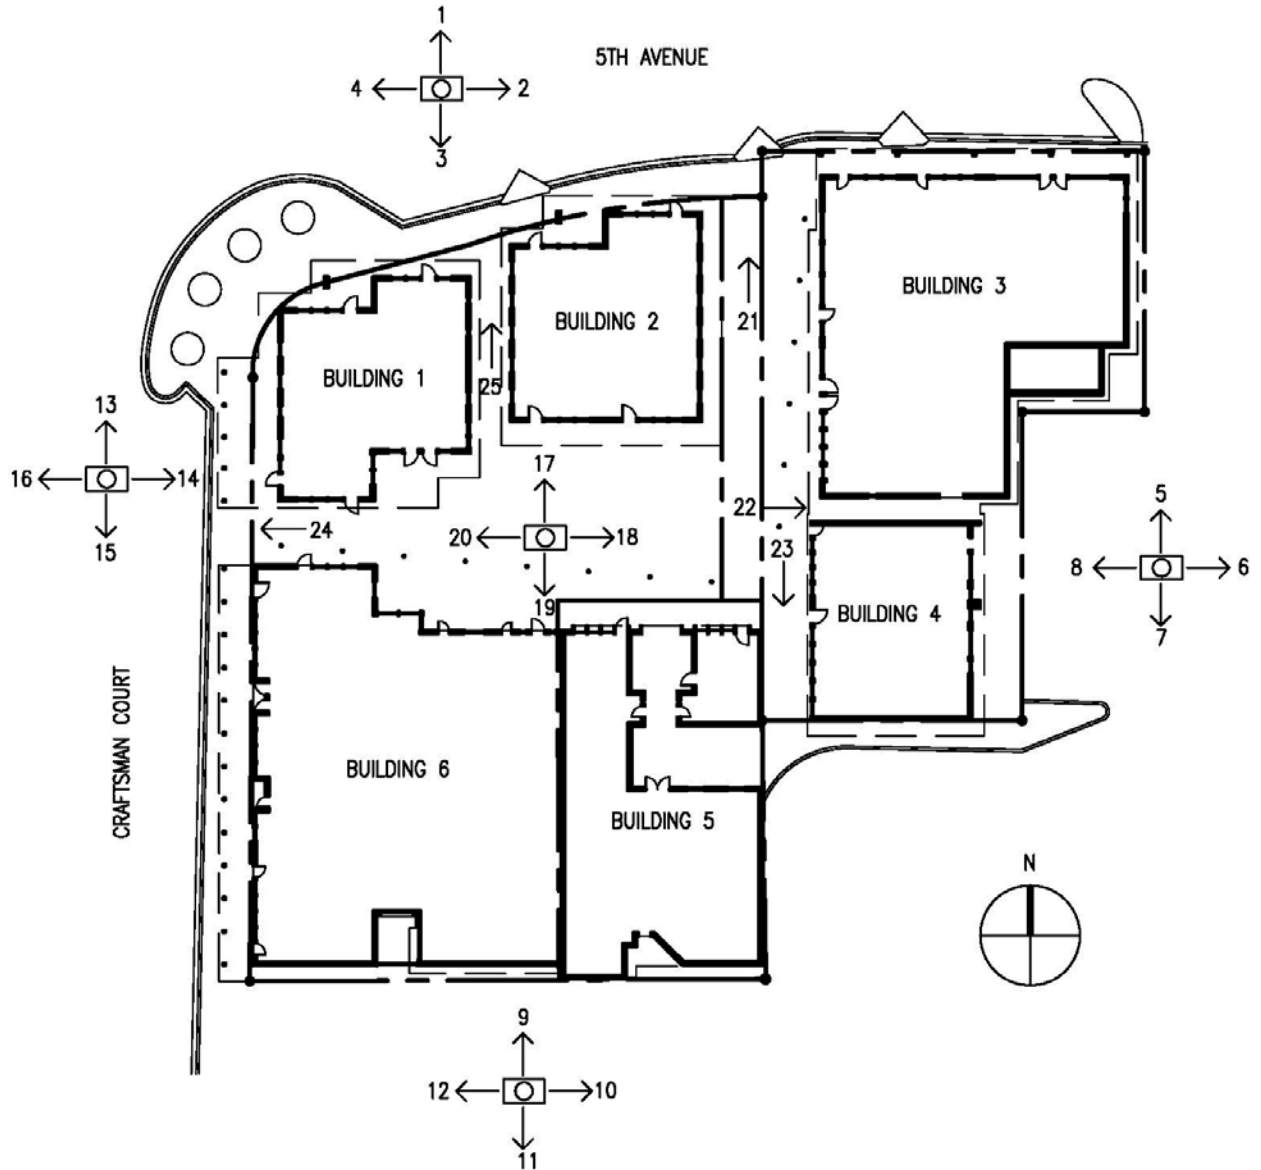 1
5TH AVENUE
4 2
3
BUILDING 3
BUILDING 2
21
BUILDING 1
25
13
16 14
15
17
20 18
19
22
23
24
5
8 6
7
BUILDING 4
CRAFTSMAN COURT
BUILDING 6
BUILDING 5
N
9
12 10
11